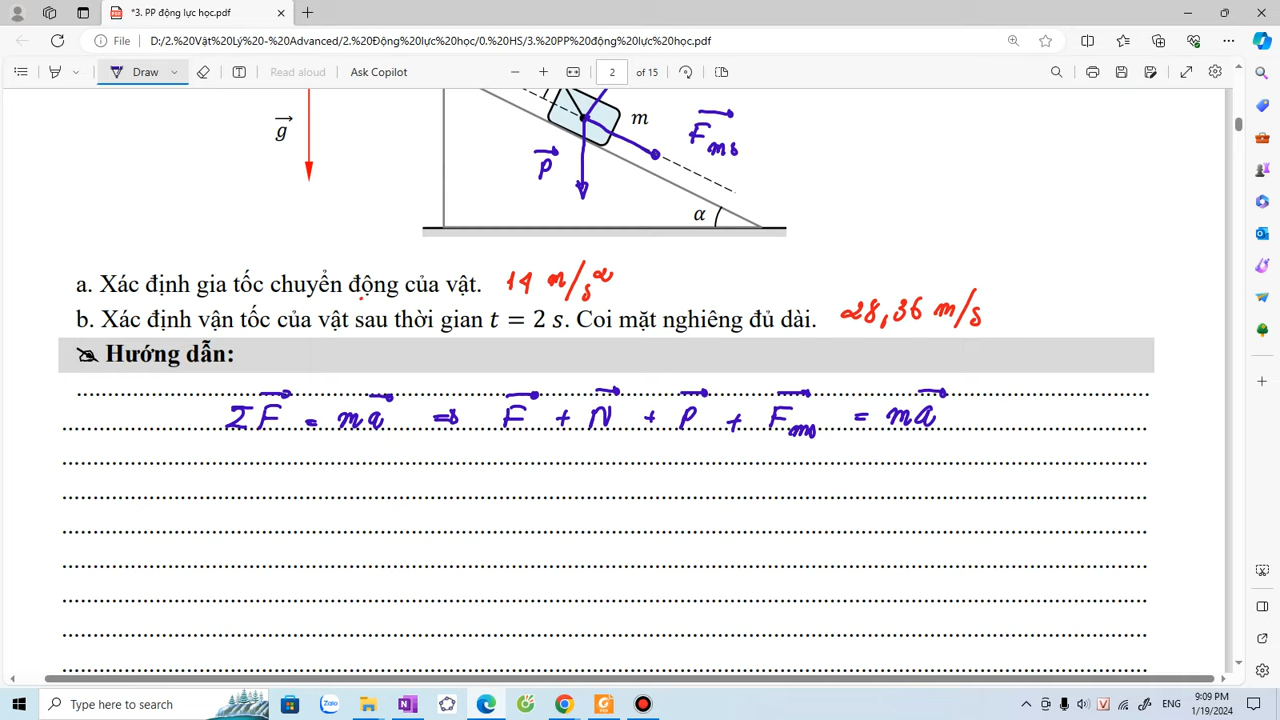 *3. PP động lực học.pdf
File D:/2.%20Vật%20Lý%20-%20Advanced/2.%20Động%20lực%20học/0.%20HS/3.%20PP%20động%20lực%20học.pdf
Draw Read aloud Ask Copilot 2 of 15
m
F⃗ms
g⃗
P⃗
α
a. Xác định gia tốc chuyển động của vật. 14 m/s²
b. Xác định vận tốc của vật sau thời gian t = 2 s. Coi mặt nghiêng đủ dài. 28,36 m/s
Hướng dẫn:
ΣF⃗ = ma⃗ => F⃗ + N⃗ + P⃗ + F⃗ms = ma⃗
Type here to search
Zalo
ENG
9:09 PM
1/19/2024